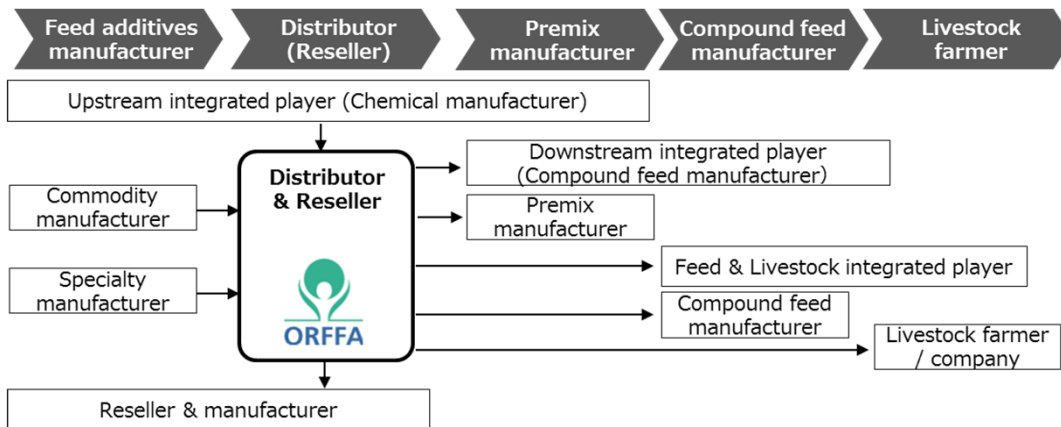 Feed additives
manufacturer
Distributor
(Reseller)
Premix
manufacturer
Compound feed
manufacturer
Livestock
farmer
Upstream integrated player (Chemical manufacturer)
Distributor
& Reseller
ORFFA
Commodity
manufacturer
Specialty
manufacturer
Downstream integrated player
(Compound feed manufacturer)
Premix
manufacturer
Feed & Livestock integrated player
Compound feed
manufacturer
Livestock farmer
/ company
Reseller & manufacturer